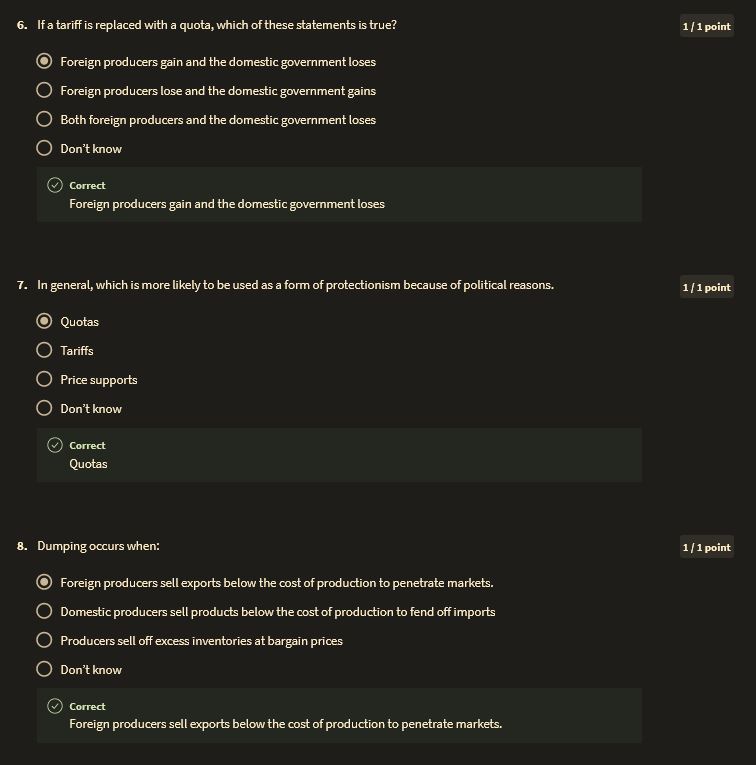 6. If a tariff is replaced with a quota, which of these statements is true?
1 / 1 point
Foreign producers gain and the domestic government loses
Foreign producers lose and the domestic government gains
Both foreign producers and the domestic government loses
Don't know
Correct
Foreign producers gain and the domestic government loses
7. In general, which is more likely to be used as a form of protectionism because of political reasons.
1 / 1 point
Quotas
Tariffs
Price supports
Don't know
Correct
Quotas
8. Dumping occurs when:
1 / 1 point
Foreign producers sell exports below the cost of production to penetrate markets.
Domestic producers sell products below the cost of production to fend off imports
Producers sell off excess inventories at bargain prices
Don't know
Correct
Foreign producers sell exports below the cost of production to penetrate markets.